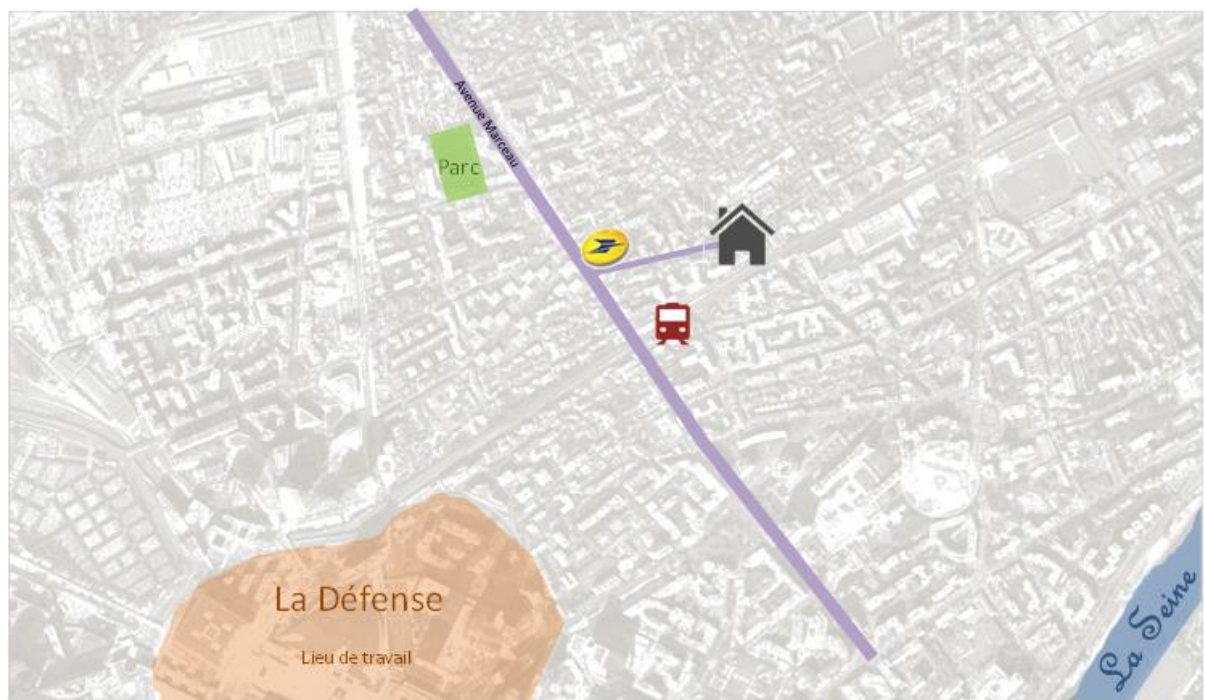 Avenue Marceau
Parc
La Défense
Lieu de travail
La Seine